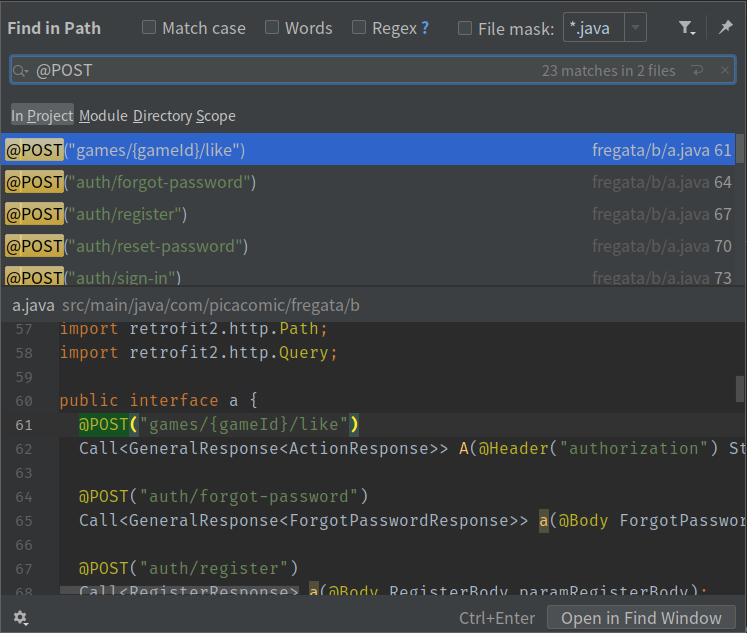 Find in Path Match case Words Regex ? File mask: *.java
@POST 23 matches in 2 files
In Project Module Directory Scope
@POST("games/{gameId}/like") fregata/b/a.java 61
@POST("auth/forgot-password") fregata/b/a.java 64
@POST("auth/register") fregata/b/a.java 67
@POST("auth/reset-password") fregata/b/a.java 70
@POST("auth/sign-in") fregata/b/a.java 73
a.java src/main/java/com/picacomic/fregata/b
57 import retrofit2.http.Path;
58 import retrofit2.http.Query;
59
60 public interface a {
61 @POST("games/{gameId}/like")
62 Call<GeneralResponse<ActionResponse>> A(@Header("authorization") St
63
64 @POST("auth/forgot-password")
65 Call<GeneralResponse<ForgotPasswordResponse>> a(@Body ForgotPasswor
66
67 @POST("auth/register")
68 Call<RegisterResponse> a(@Body RegisterBody paramRegisterBody);
Ctrl+Enter Open in Find Window